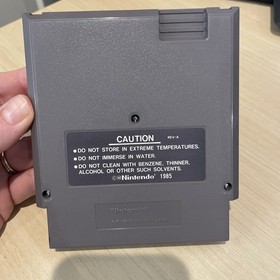 CAUTION REV-A
•DO NOT STORE IN EXTREME TEMPERATURES.
•DO NOT IMMERSE IN WATER.
•DO NOT CLEAN WITH BENZENE, THINNER,
ALCOHOL OR OTHER SUCH SOLVENTS.
©®Nintendo® 1985
Nintendo